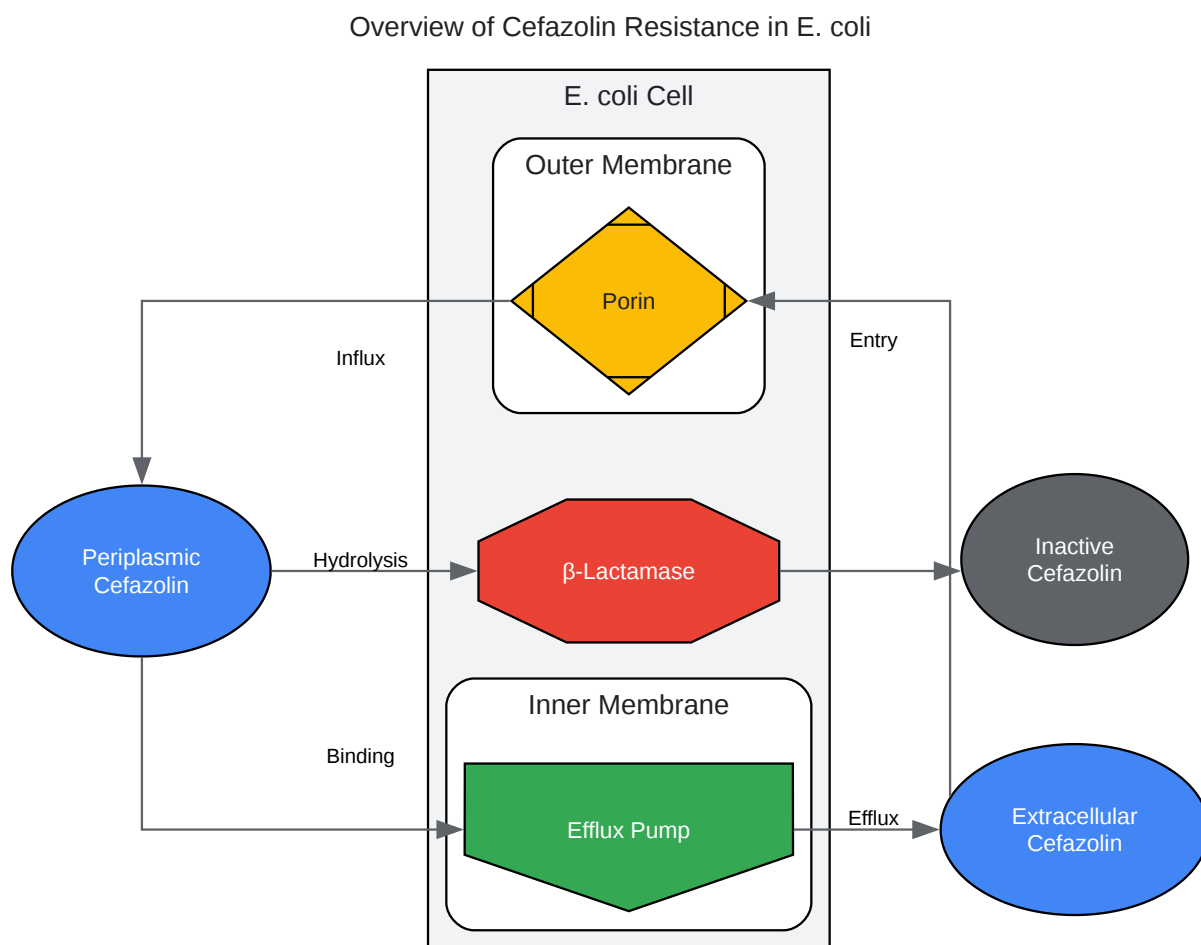 Overview of Cefazolin Resistance in E. coli
E. coli Cell
Outer Membrane
Porin
Entry
Influx
Periplasmic
Cefazolin
Hydrolysis
β-Lactamase
Inactive
Cefazolin
Inner Membrane
Binding
Efflux Pump
Efflux
Extracellular
Cefazolin